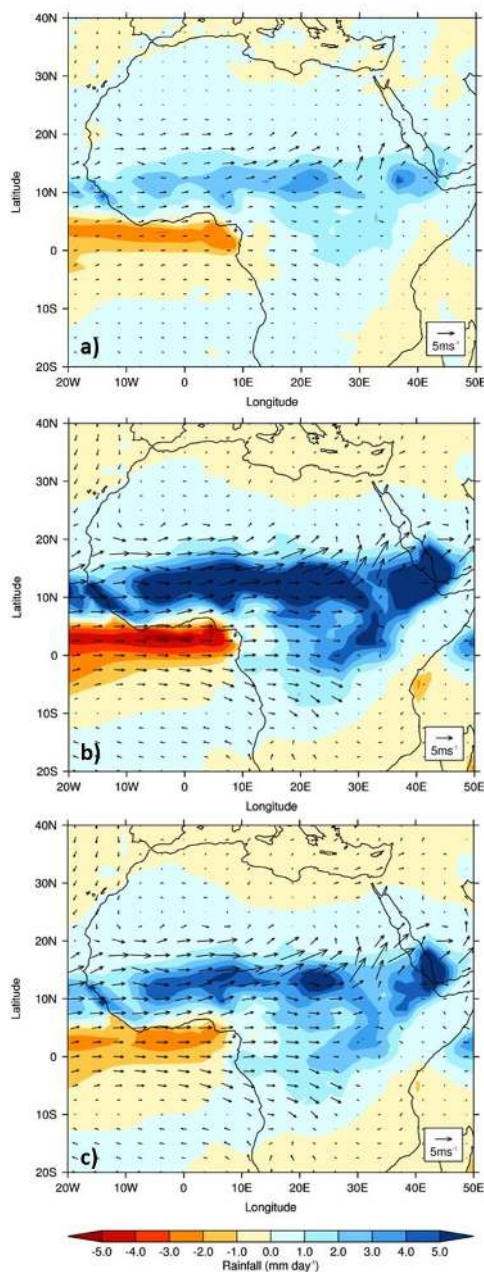 40N
30N
20N
Latitude
10N
0
10S
20S
a)
5ms⁻¹
20W 10W 0 10E 20E 30E 40E 50E
Longitude
40N
30N
20N
Latitude
10N
0
10S
20S
b)
5ms⁻¹
20W 10W 0 10E 20E 30E 40E 50E
Longitude
40N
30N
20N
Latitude
10N
0
10S
20S
c)
5ms⁻¹
20W 10W 0 10E 20E 30E 40E 50E
Longitude
-5.0 -4.0 -3.0 -2.0 -1.0 0.0 1.0 2.0 3.0 4.0 5.0
Rainfall (mm day⁻¹)